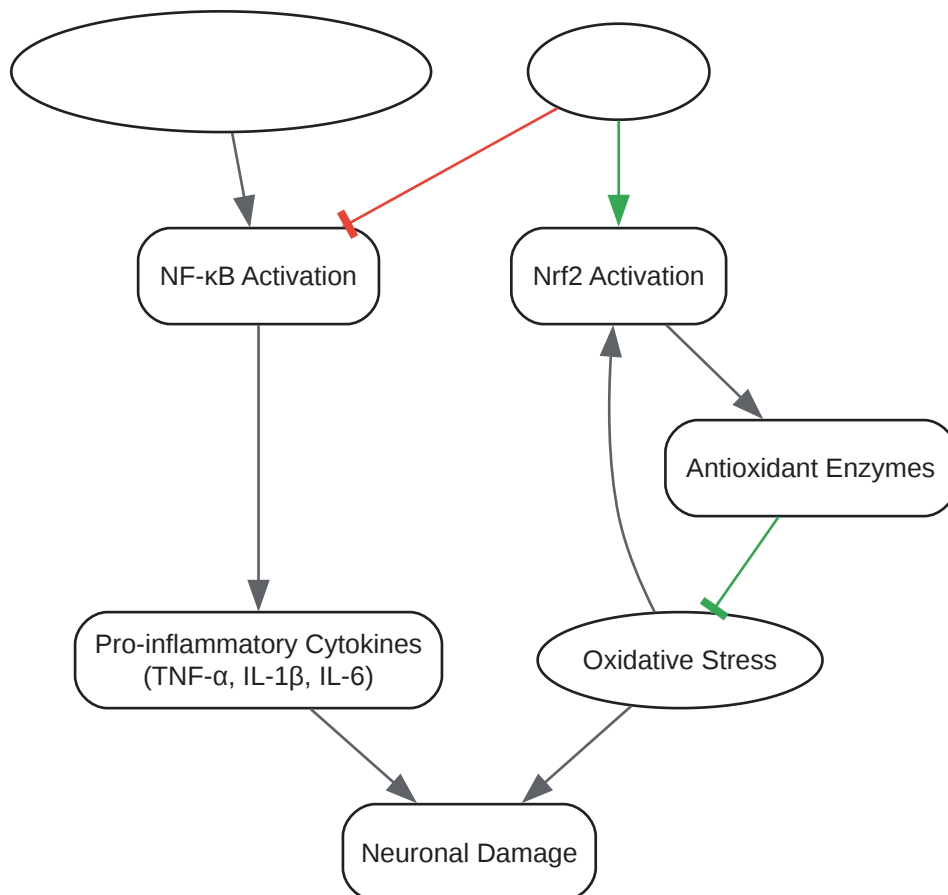 NF-κB Activation
Nrf2 Activation
Antioxidant Enzymes
Pro-inflammatory Cytokines
(TNF-α, IL-1β, IL-6)
Oxidative Stress
Neuronal Damage